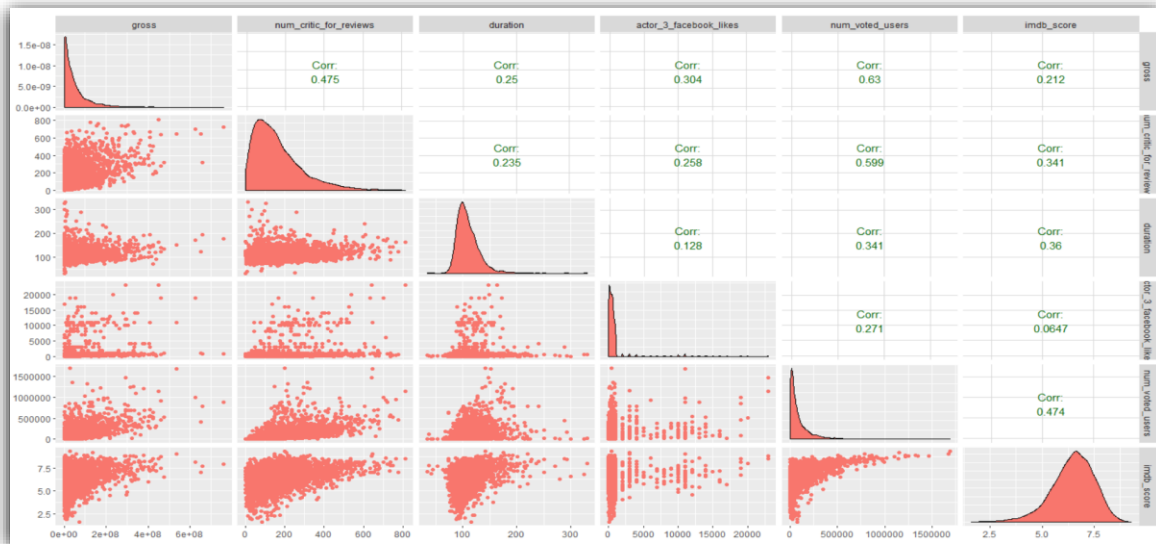 gross num_critic_for_reviews duration actor_3_facebook_likes num_voted_users imdb_score
1.5e-08
1.0e-08
5.0e-09
0.0e+00
Corr:
0.475
Corr:
0.25
Corr:
0.304
Corr:
0.63
Corr:
0.212
gross
800
600
400
200
0
Corr:
0.235
Corr:
0.258
Corr:
0.599
Corr:
0.341
um_critic_for_review
300
200
100
Corr:
0.128
Corr:
0.341
Corr:
0.36
duration
20000
15000
10000
5000
0
Corr:
0.271
Corr:
0.0647
ctor_3_facebook_like
1500000
1000000
500000
0
Corr:
0.474
num_voted_users
7.5
5.0
2.5
imdb_score
0e+00 2e+08 4e+08 6e+08 0 200 400 600 800 100 200 300 0 5000 10000 15000 20000 0 500000 1000000 1500000 2.5 5.0 7.5